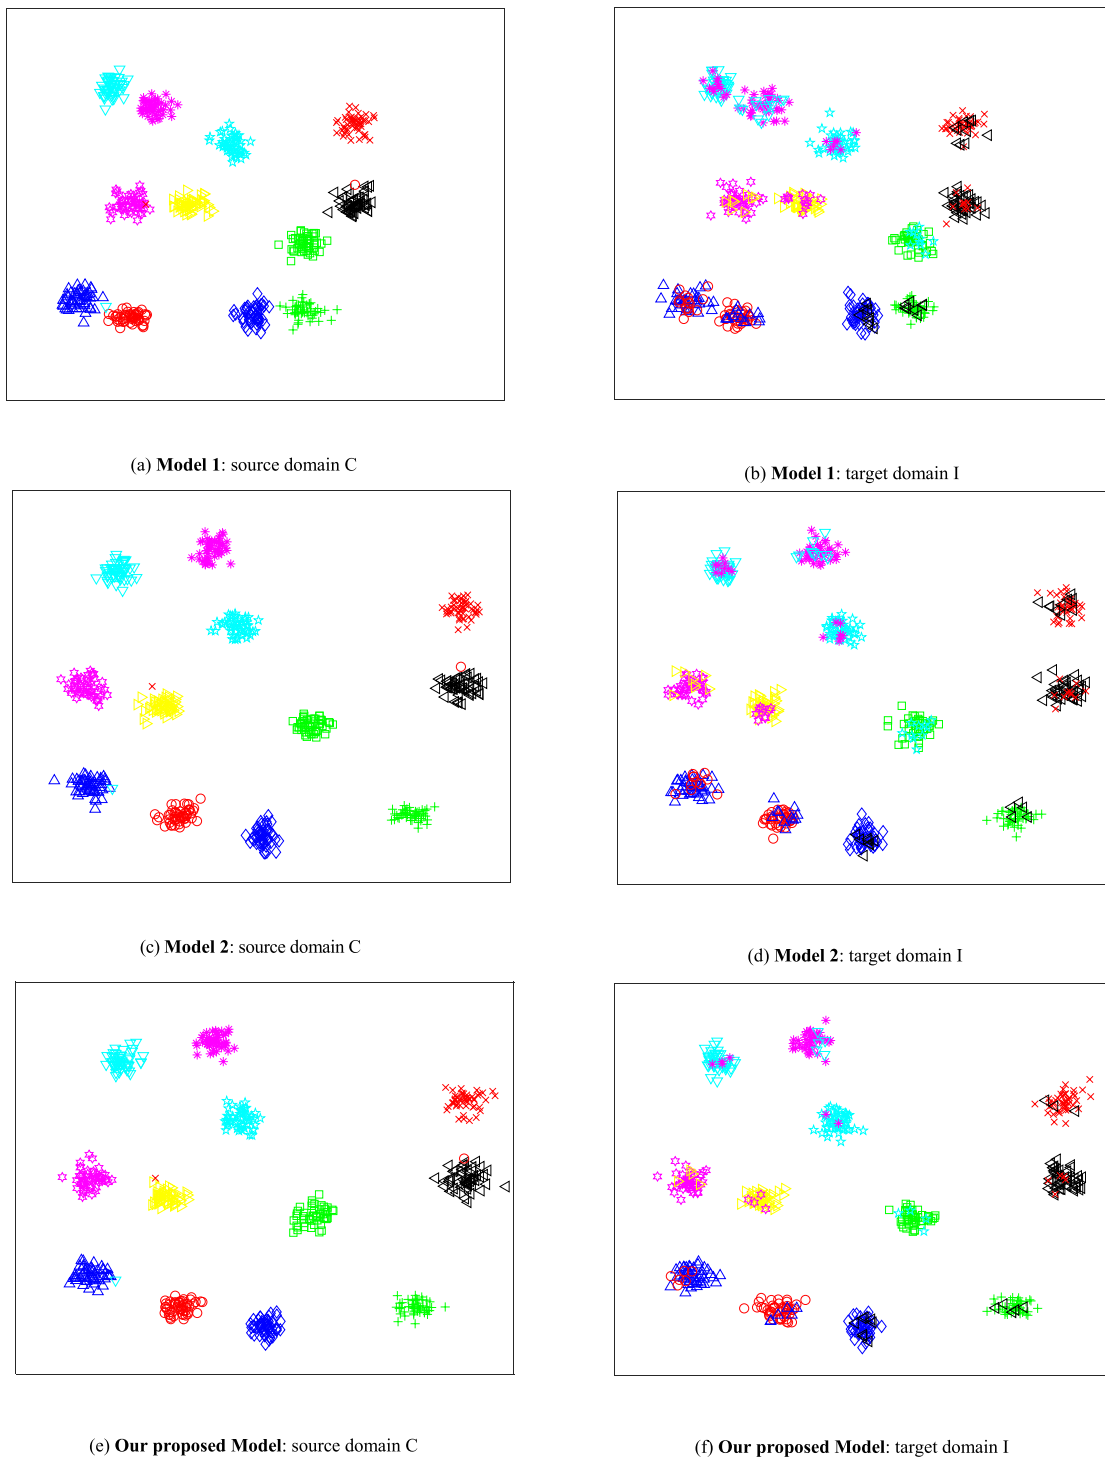 (a) Model 1: source domain C
(b) Model 1: target domain I
(c) Model 2: source domain C
(d) Model 2: target domain I
(e) Our proposed Model: source domain C
(f) Our proposed Model: target domain I